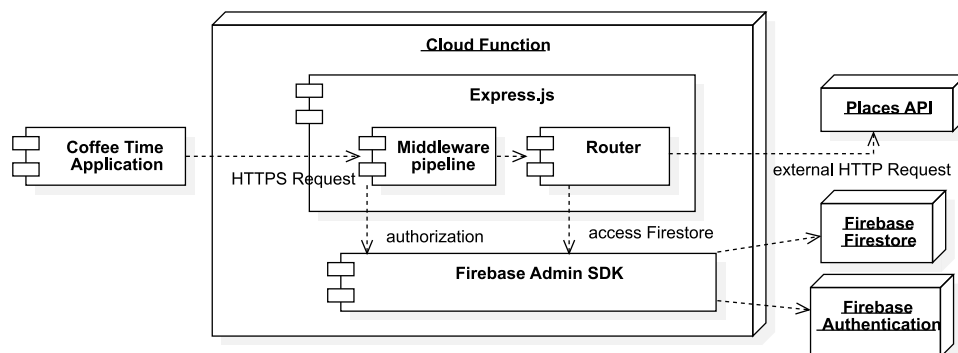 Cloud Function
Express.js
Places API
Coffee Time
Application
Middleware
pipeline
Router
HTTPS Request
external HTTP Request
authorization
access Firestore
Firebase
Firestore
Firebase Admin SDK
Firebase
Authentication